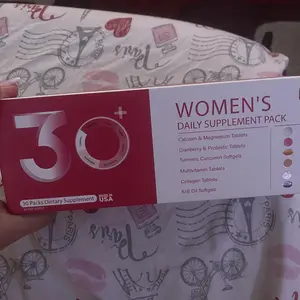 30+
WOMEN'S
DAILY SUPPLEMENT PACK
Calcium & Magnesium Tablets
Cranberry & Probiotic Tablets
Turmeric Curcumin Softgels
Multivitamin Tablets
Collagen Tablets
Krill Oil Softgels
30 Packs Dietary Supplement
MADE IN
USA
Paris
Paris